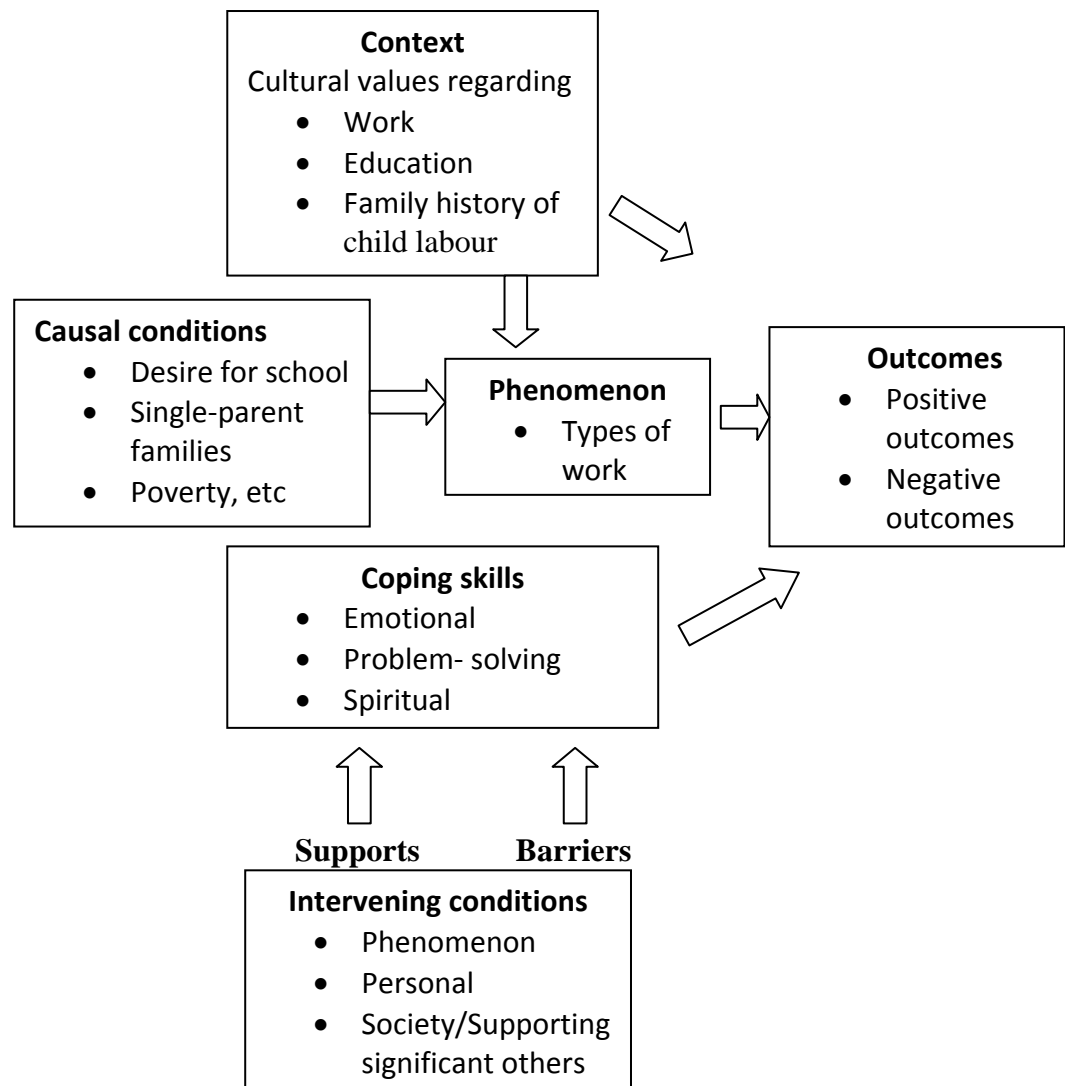 Context
Cultural values regarding
• Work
• Education
• Family history of
child labour
Causal conditions
• Desire for school
• Single-parent
families
• Poverty, etc
Phenomenon
• Types of
work
Outcomes
• Positive
outcomes
• Negative
outcomes
Coping skills
• Emotional
• Problem- solving
• Spiritual
Supports
Barriers
Intervening conditions
• Phenomenon
• Personal
• Society/Supporting
significant others